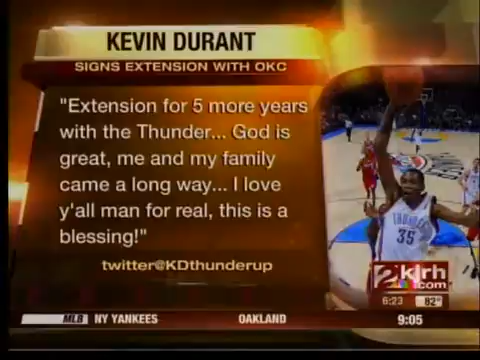 KEVIN DURANT
SIGNS EXTENSION WITH OKC
"Extension for 5 more years
with the Thunder... God is
great, me and my family
came a long way... I love
y'all man for real, this is a
blessing!"
twitter@KDthunderup
THUNDER
35
2 kjrh
.com
6:23 82°
MLB NY YANKEES OAKLAND 9:05